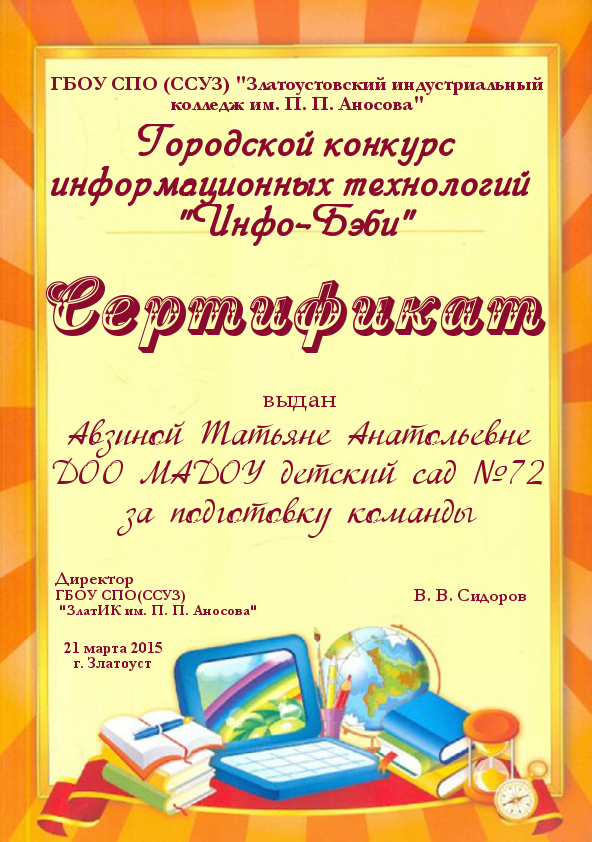 ГБОУ СПО (ССУЗ) "Златоустовский индустриальный
колледж им. П. П. Аносова"
Городской конкурс
информационных технологий
"Инфо-Бэби"
Сертификат
выдан
Авзиной Татьяне Анатольевне
ДОО МАДОУ детский сад №72
за подготовку команды
Директор
ГБОУ СПО(ССУЗ)
"ЗлатИК им. П. П. Аносова"
В. В. Сидоров
21 марта 2015
г. Златоуст